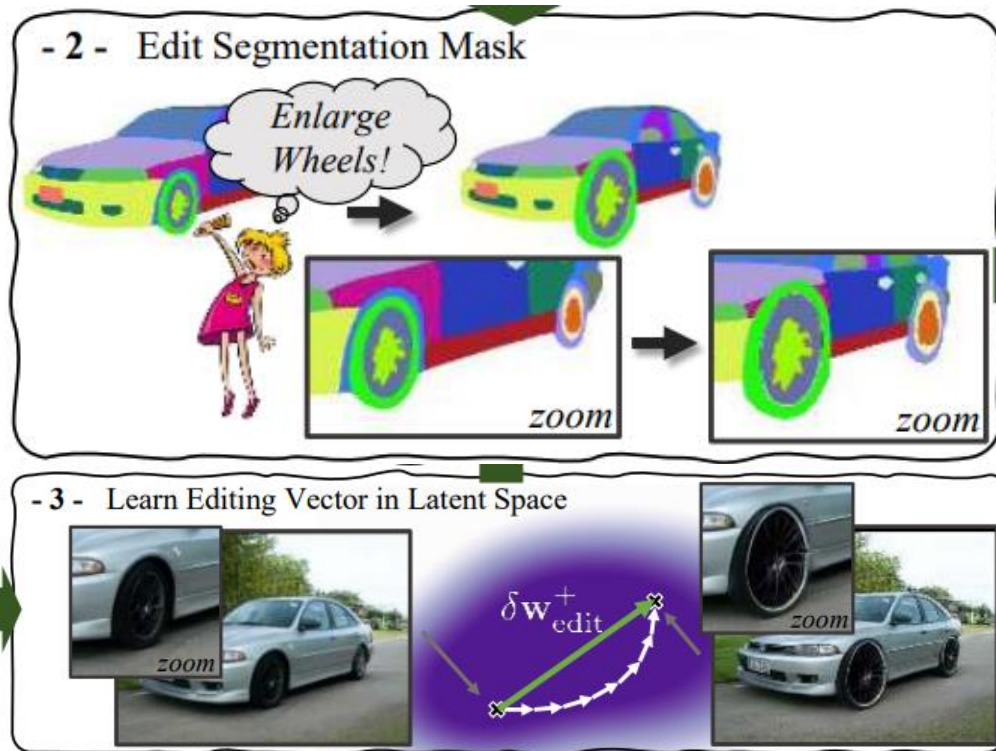 - 2 - Edit Segmentation Mask
Enlarge
Wheels!
zoom
zoom
- 3 - Learn Editing Vector in Latent Space
zoom
δw⁺edit
zoom